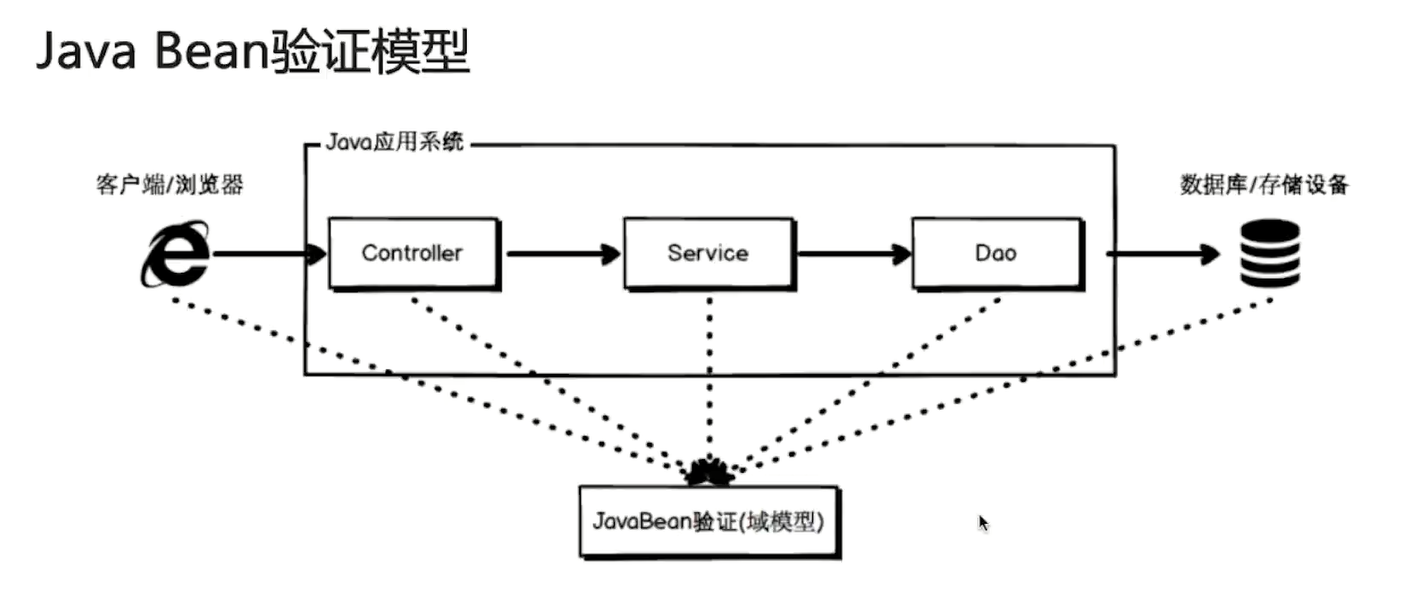 Java Bean验证模型
Java应用系统
客户端/浏览器
数据库/存储设备
Controller
Service
Dao
JavaBean验证(域模型)